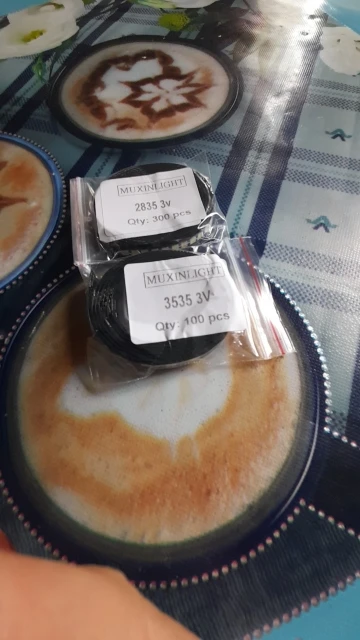 MUXINLIGHT
2835 3v
Qty: 300 pcs
MUXINLIGHT
3535 3V
Qty: 100 pcs